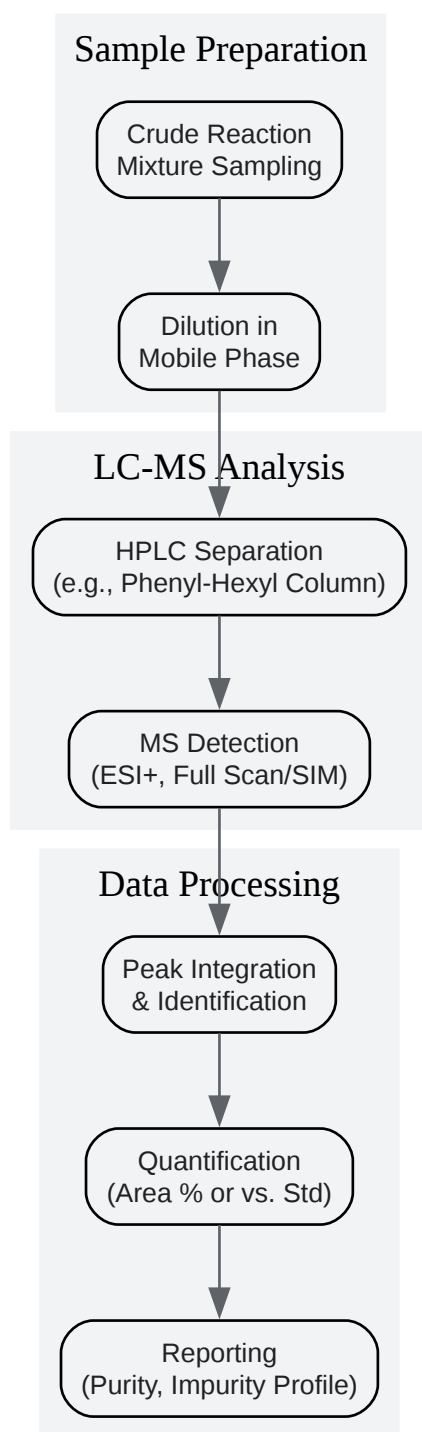 Sample Preparation
Crude Reaction
Mixture Sampling
Dilution in
Mobile Phase
LC-MS Analysis
HPLC Separation
(e.g., Phenyl-Hexyl Column)
MS Detection
(ESI+, Full Scan/SIM)
Data Processing
Peak Integration
& Identification
Quantification
(Area % or vs. Std)
Reporting
(Purity, Impurity Profile)